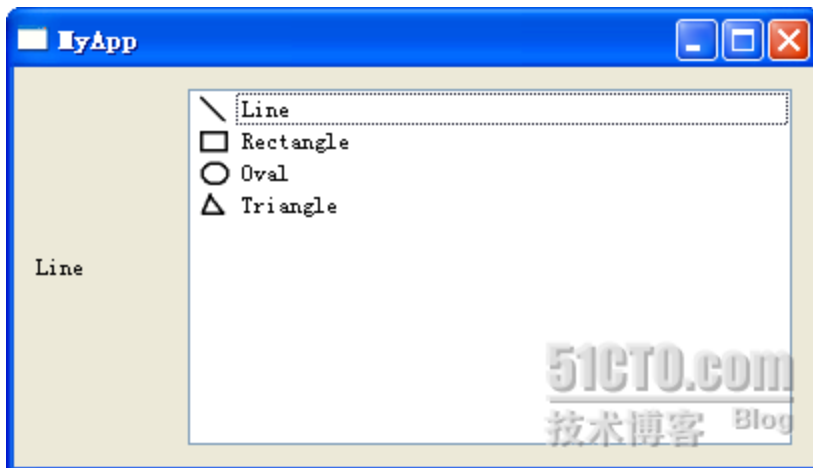 MyApp
Line
Rectangle
Oval
Triangle
Line
51CTO.com
技术博客 Blog